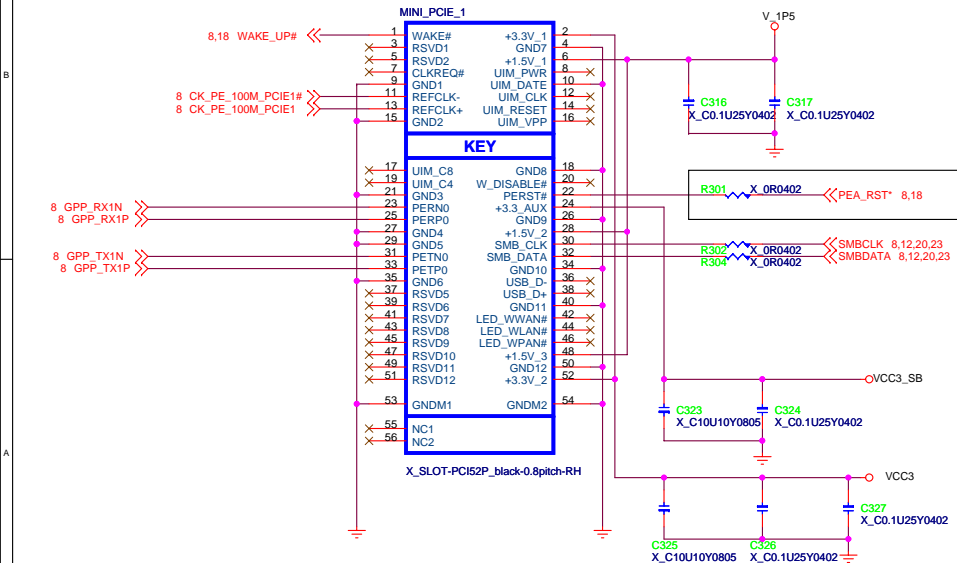 MINI_PCIE_1
V_1P5
8,18 WAKE_UP# 1 WAKE# +3.3V_1 2
3 RSVD1 GND7 4
5 RSVD2 +1.5V_1 6
B
7 CLKREQ# UIM_PWR 8
9 GND1 UIM_DATE 10
8 CK_PE_100M_PCIE1# 11 REFCLK- UIM_CLK 12
8 CK_PE_100M_PCIE1 13 REFCLK+ UIM_RESET 14
15 GND2 UIM_VPP 16
C316 C317
X_C0.1U25Y0402 X_C0.1U25Y0402
KEY
17 UIM_C8 GND8 18
19 UIM_C4 W_DISABLE# 20
21 GND3 PERST# 22 R301 X_0R0402 PEA_RST* 8,18
8 GPP_RX1N 23 PERN0 +3.3_AUX 24
8 GPP_RX1P 25 PERP0 GND9 26
27 GND4 +1.5V_2 28
29 GND5 SMB_CLK 30 R302 X_0R0402 SMBCLK 8,12,20,23
8 GPP_TX1N 31 PETN0 SMB_DATA 32 R304 X_0R0402 SMBDATA 8,12,20,23
8 GPP_TX1P 33 PETP0 GND10 34
35 GND6 USB_D- 36
37 RSVD5 USB_D+ 38
39 RSVD6 GND11 40
41 RSVD7 LED_WWAN# 42
43 RSVD8 LED_WLAN# 44
45 RSVD9 LED_WPAN# 46
47 RSVD10 +1.5V_3 48
49 RSVD11 GND12 50
51 RSVD12 +3.3V_2 52
VCC3_SB
53 GNDM1 GNDM2 54
C323 C324
X_C10U10Y0805 X_C0.1U25Y0402
55 NC1
56 NC2
A
X_SLOT-PCI52P_black-0.8pitch-RH
VCC3
C327
X_C0.1U25Y0402
C325 C326
X_C10U10Y0805 X_C0.1U25Y0402